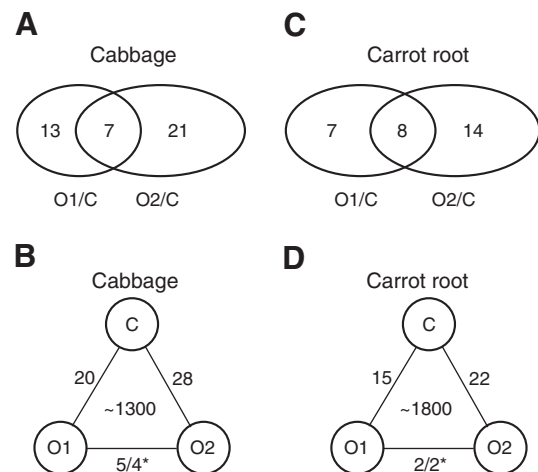 A
Cabbage
13 7 21
O1/C O2/C
C
Carrot root
7 8 14
O1/C O2/C
B
Cabbage
C
20 28
~1300
O1 O2
5/4*
D
Carrot root
C
15 22
~1800
O1 O2
2/2*